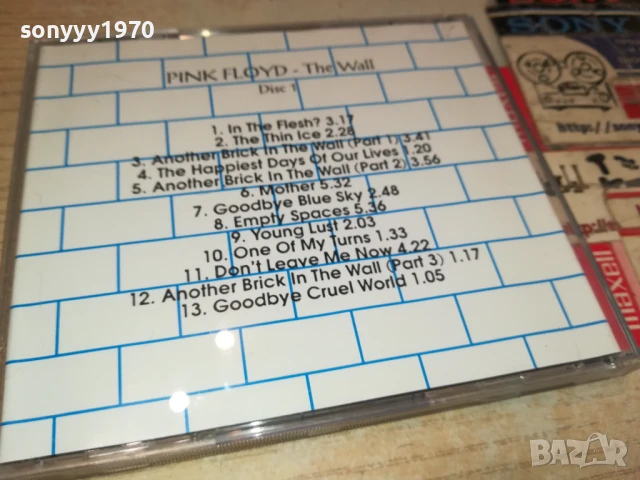 sonyyy1970
PINK FLOYD - The Wall
Disc 1
1. In The Flesh? 3.17
2. The Thin Ice 2.28
3. Another Brick In The Wall (Part 1) 3.41
4. The Happiest Days Of Our Lives 1.20
5. Another Brick In The Wall (Part 2) 3.56
6. Mother 5.32
7. Goodbye Blue Sky 2.48
8. Empty Spaces 5.36
9. Young Lust 2.03
10. One Of My Turns 1.33
11. Don't Leave Me Now 4.22
12. Another Brick In The Wall (Part 3) 1.17
13. Goodbye Cruel World 1.05
SONY
http://
maxell
BAZAR